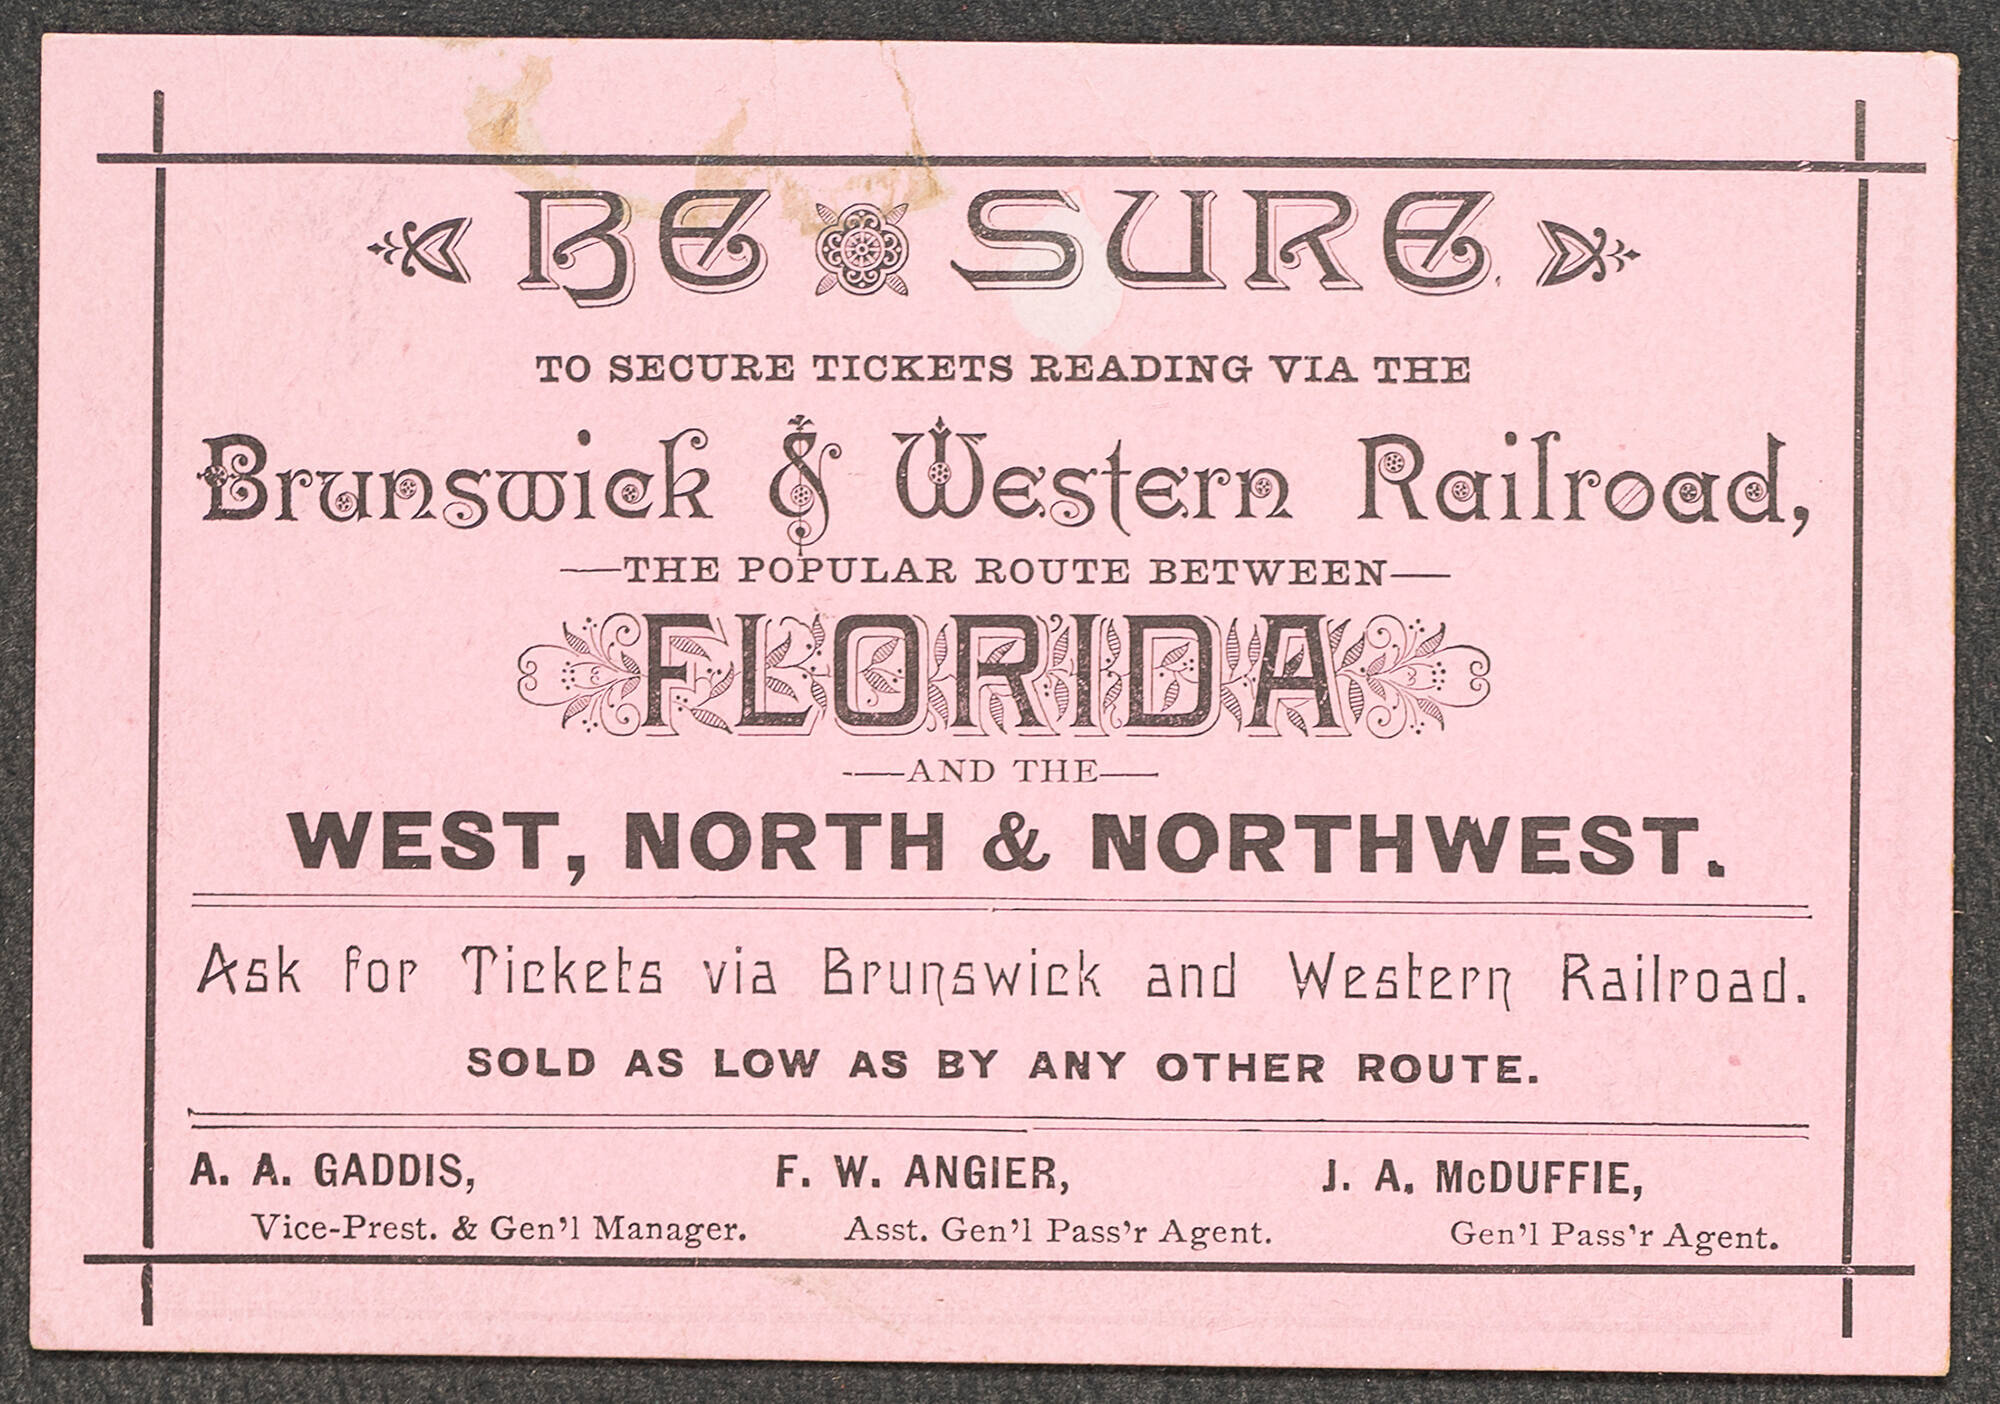 BE SURE
TO SECURE TICKETS READING VIA THE
Brunswick & Western Railroad,
—THE POPULAR ROUTE BETWEEN—
FLORIDA
-—AND THE—
WEST, NORTH & NORTHWEST.
Ask for Tickets via Brunswick and Western Railroad.
SOLD AS LOW AS BY ANY OTHER ROUTE.
A. A. GADDIS, F. W. ANGIER, J. A. McDUFFIE,
Vice-Prest. & Gen'l Manager. Asst. Gen'l Pass'r Agent. Gen'l Pass'r Agent.